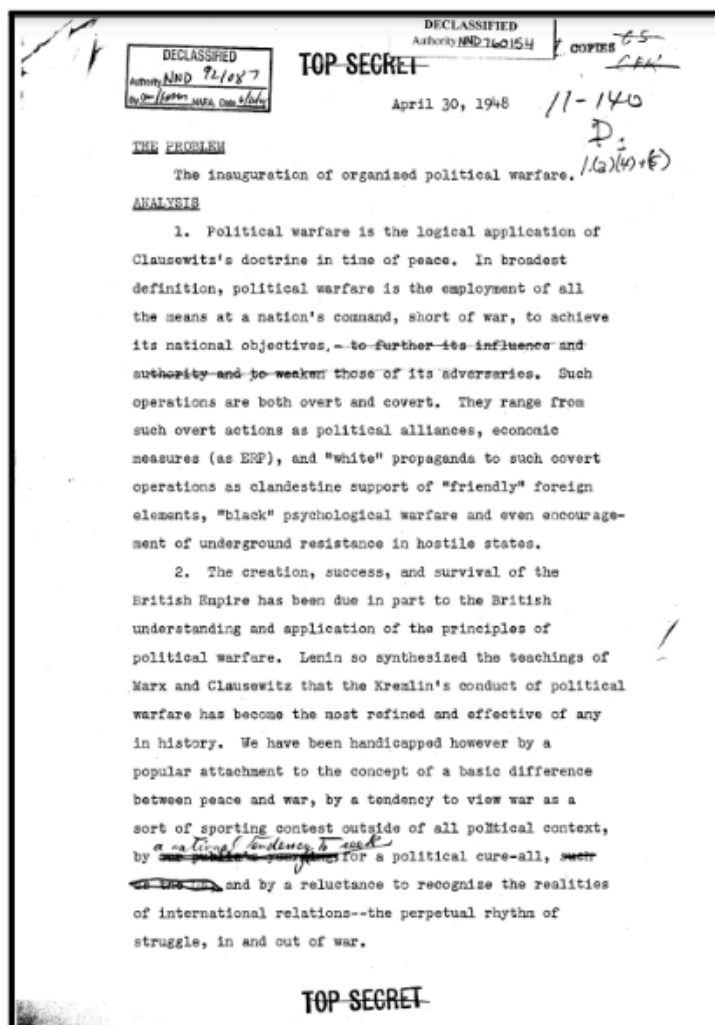 DECLASSIFIED
Authority NND 760154
COPIES
DECLASSIFIED
Authority NND 921087
By NARA, Date
TOP SECRET
April 30, 1948
11-140
D.
THE PROBLEM
The inauguration of organized political warfare.
ANALYSIS
1. Political warfare is the logical application of
Clausewitz's doctrine in time of peace. In broadest
definition, political warfare is the employment of all
the means at a nation's command, short of war, to achieve
its national objectives, - to further its influence and
authority and to weaken those of its adversaries. Such
operations are both overt and covert. They range from
such overt actions as political alliances, economic
measures (as ERP), and "white" propaganda to such covert
operations as clandestine support of "friendly" foreign
elements, "black" psychological warfare and even encourage-
ment of underground resistance in hostile states.
2. The creation, success, and survival of the
British Empire has been due in part to the British
understanding and application of the principles of
political warfare. Lenin so synthesized the teachings of
Marx and Clausewitz that the Kremlin's conduct of political
warfare has become the most refined and effective of any
in history. We have been handicapped however by a
popular attachment to the concept of a basic difference
between peace and war, by a tendency to view war as a
sort of sporting contest outside of all political context,
a national tendency to seek
by for a political cure-all, such
and by a reluctance to recognize the realities
of international relations--the perpetual rhythm of
struggle, in and out of war.
TOP SECRET